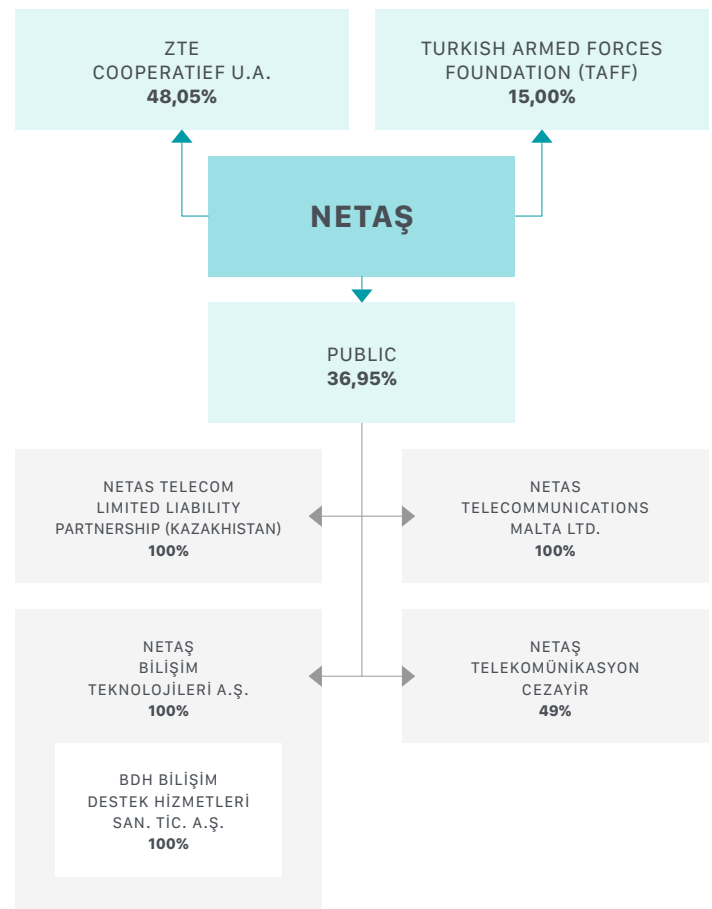 ZTE
COOPERATIEF U.A.
48,05%
TURKISH ARMED FORCES
FOUNDATION (TAFF)
15,00%
NETAŞ
PUBLIC
36,95%
NETAS TELECOM
LIMITED LIABILITY
PARTNERSHIP (KAZAKHISTAN)
100%
NETAS
TELECOMMUNICATIONS
MALTA LTD.
100%
NETAŞ
BİLİŞİM
TEKNOLOJİLERİ A.Ş.
100%
NETAŞ
TELEKOMÜNİKASYON
CEZAYİR
49%
BDH BİLİŞİM
DESTEK HİZMETLERİ
SAN. TİC. A.Ş.
100%